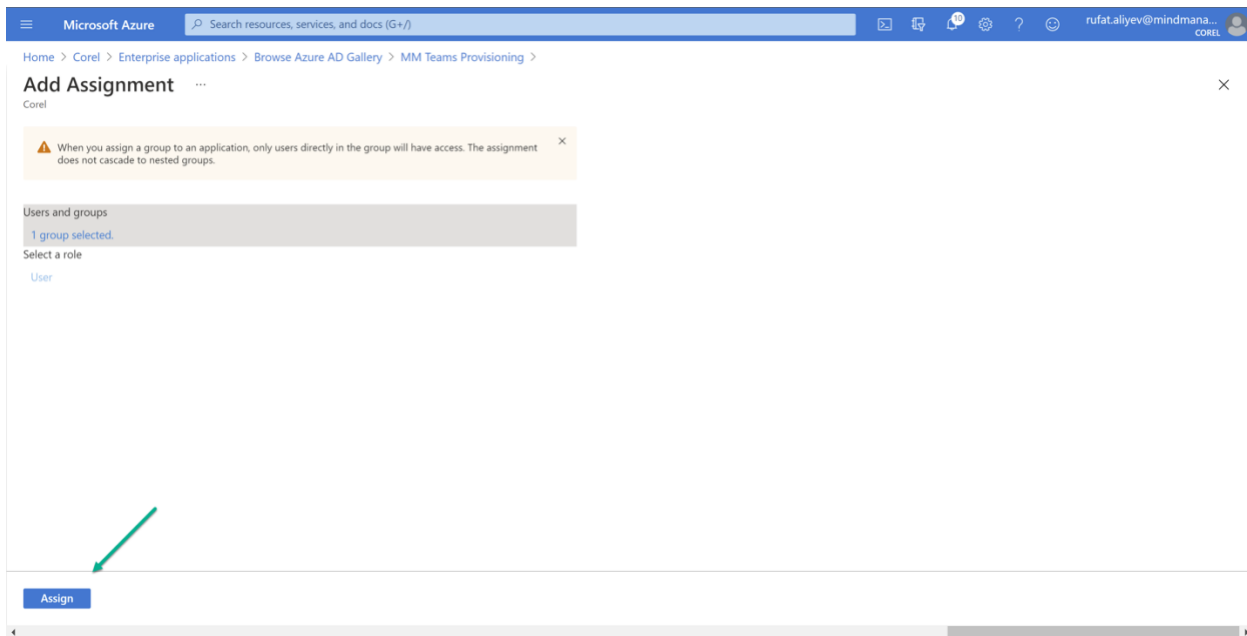 Microsoft Azure
Search resources, services, and docs (G+/)
10
rufat.aliyev@mindmana...
COREL
Home > Corel > Enterprise applications > Browse Azure AD Gallery > MM Teams Provisioning >
Add Assignment ...
Corel
When you assign a group to an application, only users directly in the group will have access. The assignment
does not cascade to nested groups.
Users and groups
1 group selected.
Select a role
User
Assign